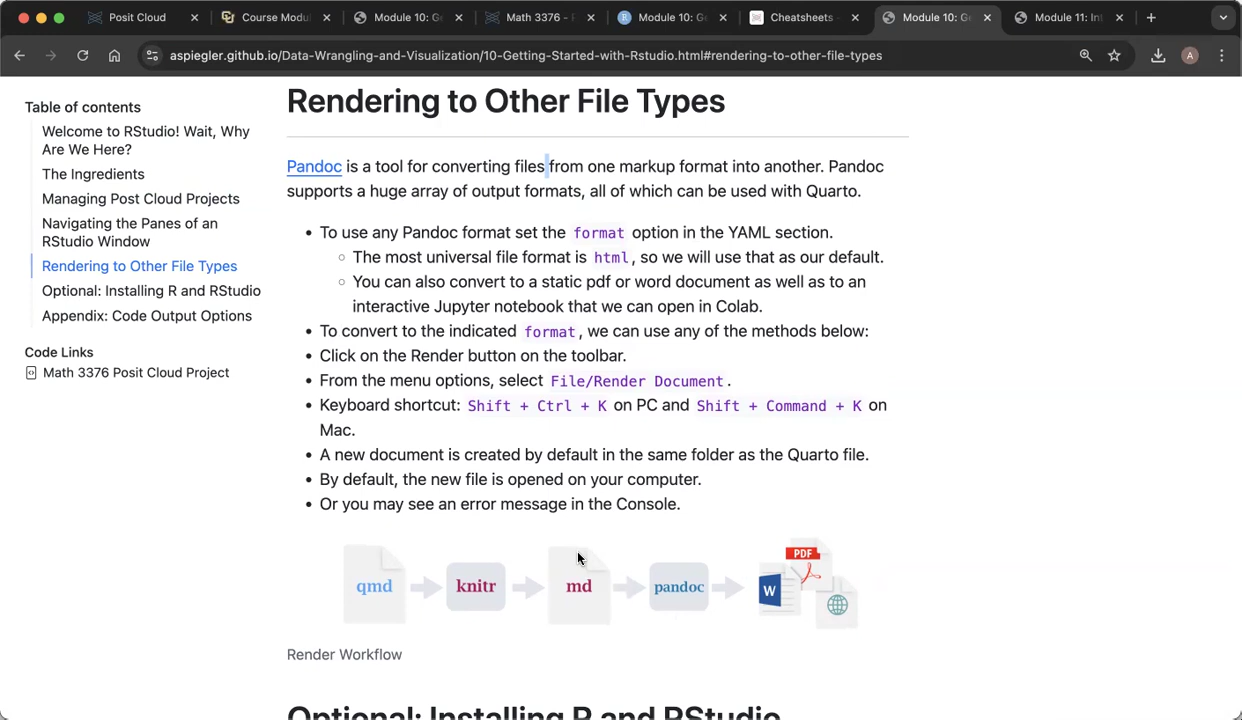 Posit Cloud
Course Modu
Module 10: Ge
Math 3376 - 
Module 10: Ge
Cheatsheets
Module 10: Ge
Module 11: Int
aspiegler.github.io/Data-Wrangling-and-Visualization/10-Getting-Started-with-Rstudio.html#rendering-to-other-file-types
A
Table of contents
Welcome to RStudio! Wait, Why
Are We Here?
The Ingredients
Managing Post Cloud Projects
Navigating the Panes of an
RStudio Window
Rendering to Other File Types
Optional: Installing R and RStudio
Appendix: Code Output Options
Code Links
Math 3376 Posit Cloud Project
Rendering to Other File Types
Pandoc is a tool for converting files from one markup format into another. Pandoc
supports a huge array of output formats, all of which can be used with Quarto.
• To use any Pandoc format set the format option in the YAML section.
◦ The most universal file format is html, so we will use that as our default.
◦ You can also convert to a static pdf or word document as well as to an
interactive Jupyter notebook that we can open in Colab.
• To convert to the indicated format, we can use any of the methods below:
• Click on the Render button on the toolbar.
• From the menu options, select File/Render Document.
• Keyboard shortcut: Shift + Ctrl + K on PC and Shift + Command + K on
Mac.
• A new document is created by default in the same folder as the Quarto file.
• By default, the new file is opened on your computer.
• Or you may see an error message in the Console.
qmd
knitr
md
pandoc
W
PDF
Render Workflow
Optional: Installing R and RStudio